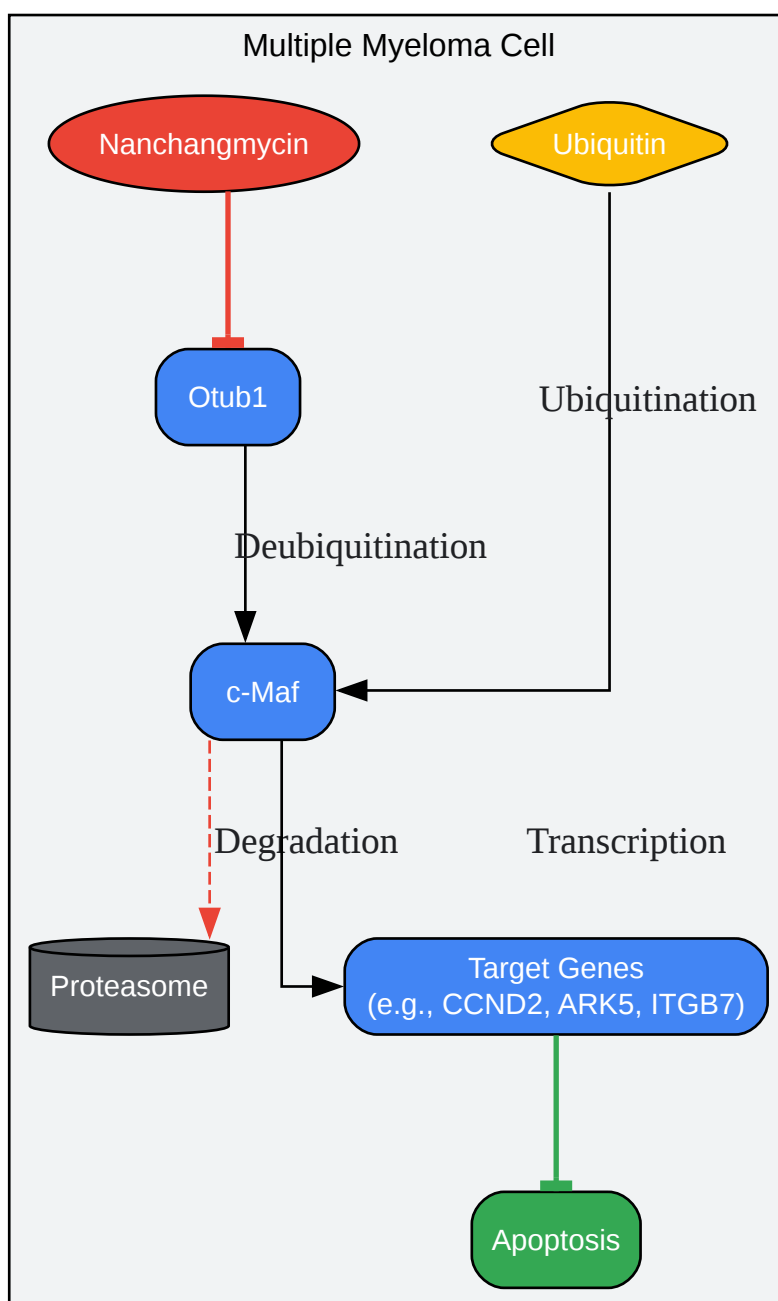 Multiple Myeloma Cell
Nanchangmycin
Ubiquitin
Otub1
Ubiquitination
Deubiquitination
c-Maf
Degradation
Transcription
Proteasome
Target Genes
(e.g., CCND2, ARK5, ITGB7)
Apoptosis